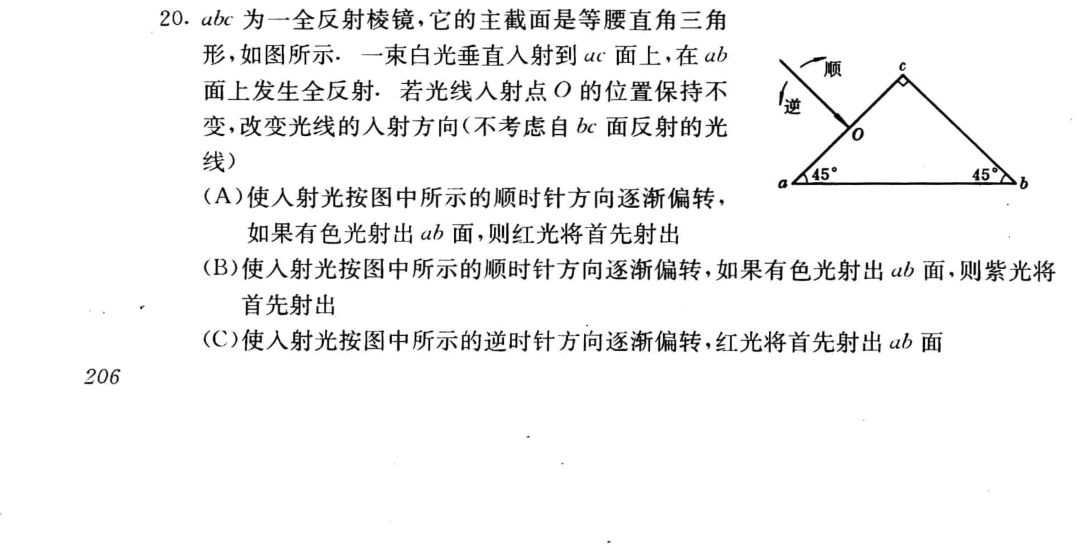 20. abc 为一全反射棱镜,它的主截面是等腰直角三角
形,如图所示. 一束白光垂直入射到 ac 面上,在 ab
面上发生全反射. 若光线入射点 O 的位置保持不
变,改变光线的入射方向(不考虑自 bc 面反射的光
线)
(A)使入射光按图中所示的顺时针方向逐渐偏转,
如果有色光射出 ab 面,则红光将首先射出
(B)使入射光按图中所示的顺时针方向逐渐偏转,如果有色光射出 ab 面,则紫光将
首先射出
(C)使入射光按图中所示的逆时针方向逐渐偏转,红光将首先射出 ab 面
206
顺
逆
c
O
a
45°
45°
b